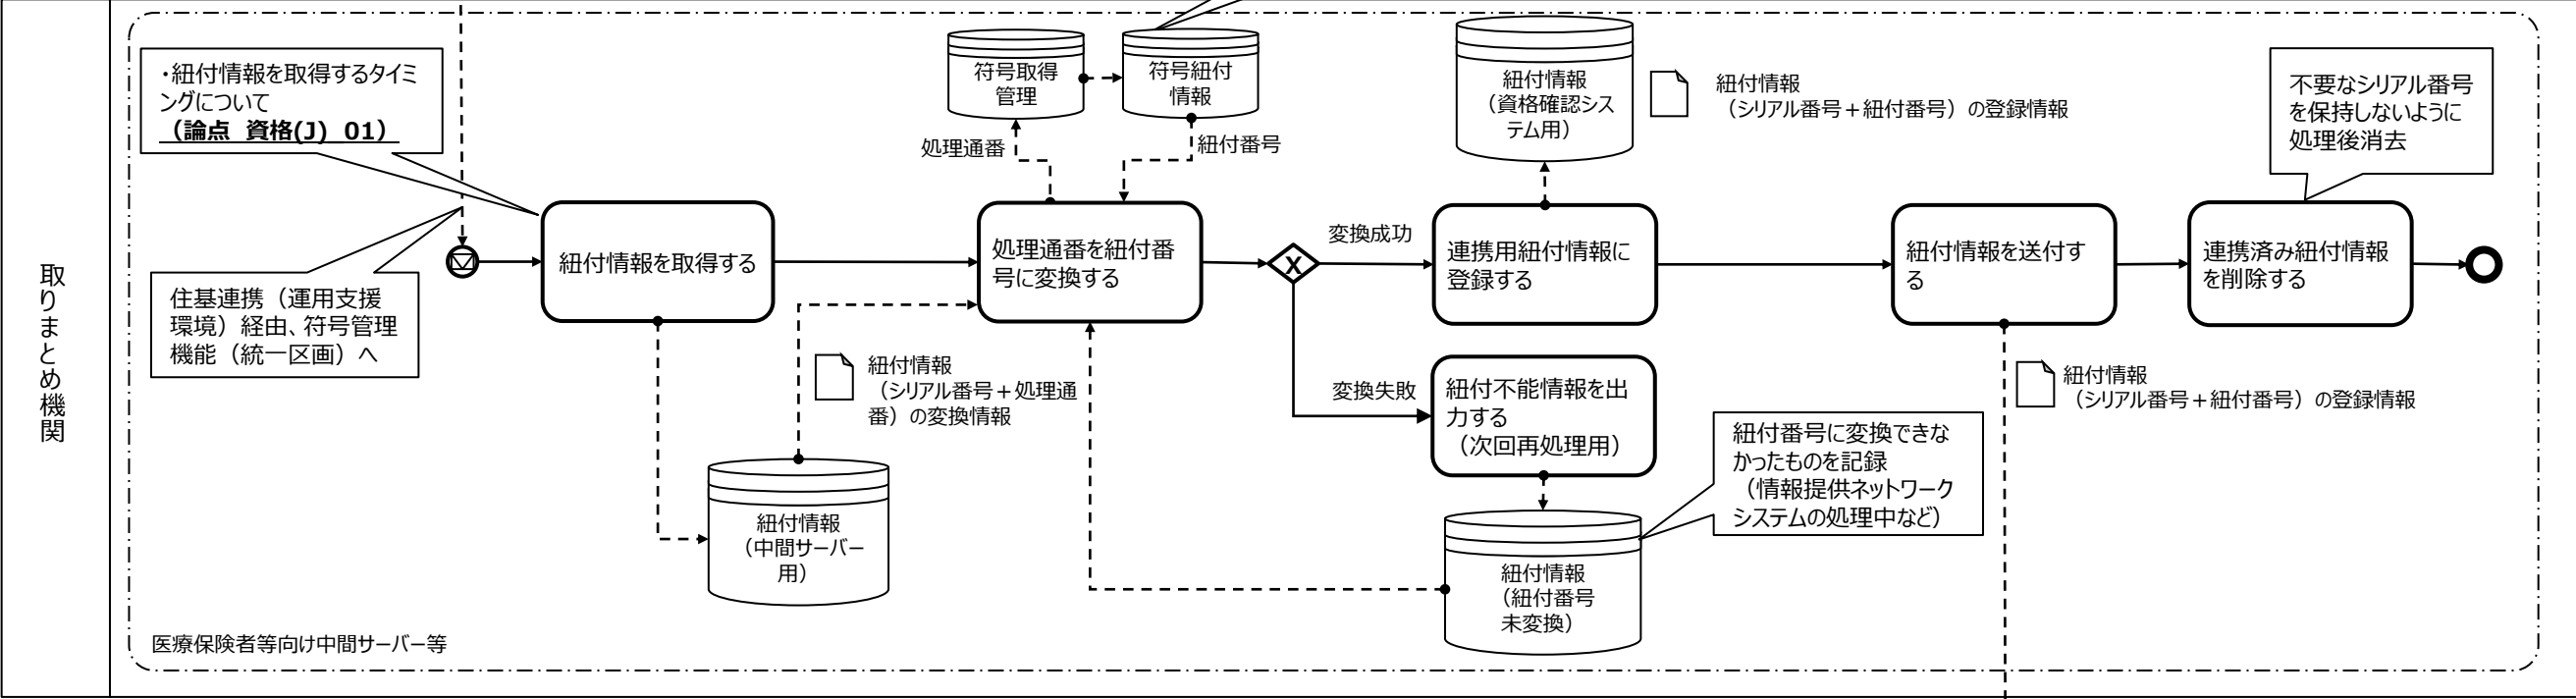 取りまとめ機関
・紐付情報を取得するタイミ
ングについて
（論点 資格(J)_01）
住基連携（運用支援
環境）経由、符号管理
機能（統一区画）へ
紐付情報を取得する
符号取得
管理
符号紐付
情報
処理通番
紐付番号
処理通番を紐付番
号に変換する
紐付情報
（シリアル番号＋処理通
番）の変換情報
紐付情報
（中間サーバー
用）
X
変換成功
変換失敗
紐付情報
（資格確認シス
テム用）
紐付情報
（シリアル番号＋紐付番号）の登録情報
連携用紐付情報に
登録する
紐付不能情報を出
力する
（次回再処理用）
紐付番号に変換できな
かったものを記録
（情報提供ネットワーク
システムの処理中など）
紐付情報
（紐付番号
未変換）
紐付情報を送付す
る
紐付情報
（シリアル番号＋紐付番号）の登録情報
不要なシリアル番号
を保持しないように
処理後消去
連携済み紐付情報
を削除する
医療保険者等向け中間サーバー等